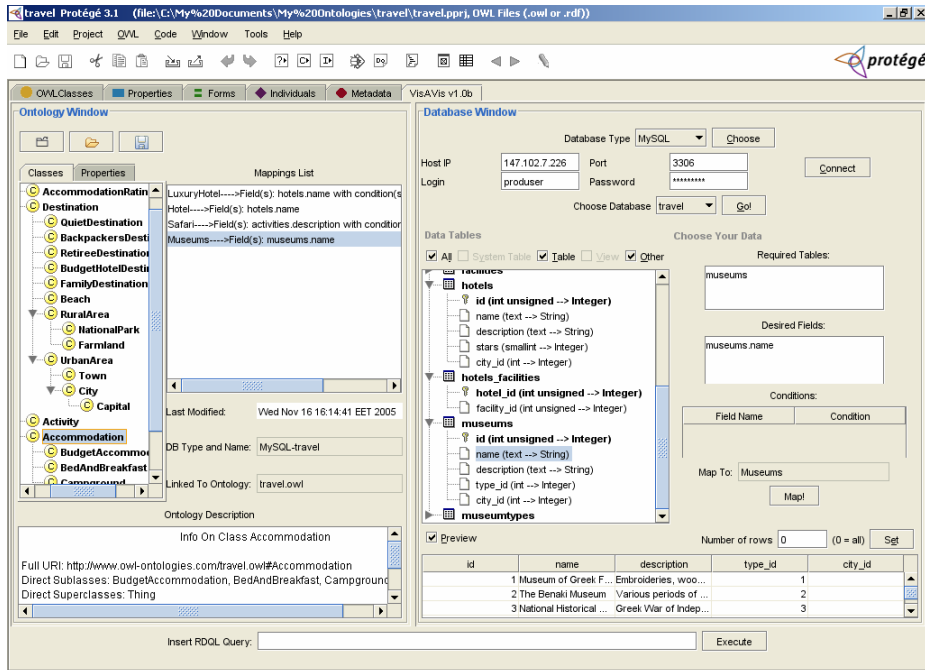 travel Protégé 3.1 (file:\C:\My%20Documents\My%20Ontologies\travel\travel.pprj, OWL Files (.owl or .rdf))
File Edit Project OWL Code Window Tools Help
protégé
OWLClasses Properties Forms Individuals Metadata VisAVis v1.0b
Ontology Window
Classes Properties
AccommodationRatin
Destination
QuietDestination
BackpackersDesti
RetireeDestination
BudgetHotelDestin
FamilyDestination
Beach
RuralArea
NationalPark
Farmland
UrbanArea
Town
City
Capital
Activity
Accommodation
BudgetAccommod
BedAndBreakfast
Campground
Mappings List
LuxuryHotel---->Field(s): hotels.name with condition(s
Hotel---->Field(s): hotels.name
Safari---->Field(s): activities.description with condition
Museums---->Field(s): museums.name
Last Modified: Wed Nov 16 16:14:41 EET 2005
DB Type and Name: MySQL-travel
Linked To Ontology: travel.owl
Ontology Description
Info On Class Accommodation
Full URI: http://www.owl-ontologies.com/travel.owl#Accommodation
Direct Sublasses: BudgetAccommodation, BedAndBreakfast, Campground
Direct Superclasses: Thing
Database Window
Database Type MySQL Choose
Host IP 147.102.7.226 Port 3306
Connect
Login produser Password *********
Choose Database travel Go!
Data Tables
All System Table Table View Other
facilities
hotels
id (int unsigned --> Integer)
name (text --> String)
description (text --> String)
stars (smallint --> Integer)
city_id (int --> Integer)
hotels_facilities
hotel_id (int unsigned --> Integer)
facility_id (int unsigned --> Integer)
museums
id (int unsigned --> Integer)
name (text --> String)
description (text --> String)
type_id (int --> Integer)
city_id (int --> Integer)
museumtypes
Choose Your Data
Required Tables:
museums
Desired Fields:
museums.name
Conditions:
Field Name Condition
Map To: Museums
Map!
Preview
Number of rows 0 (0 = all) Set
id name description type_id city_id
1 Museum of Greek F... Embroideries, woo... 1
2 The Benaki Museum Various periods of ... 2
3 National Historical ... Greek War of Indep... 3
Insert RDQL Query: Execute